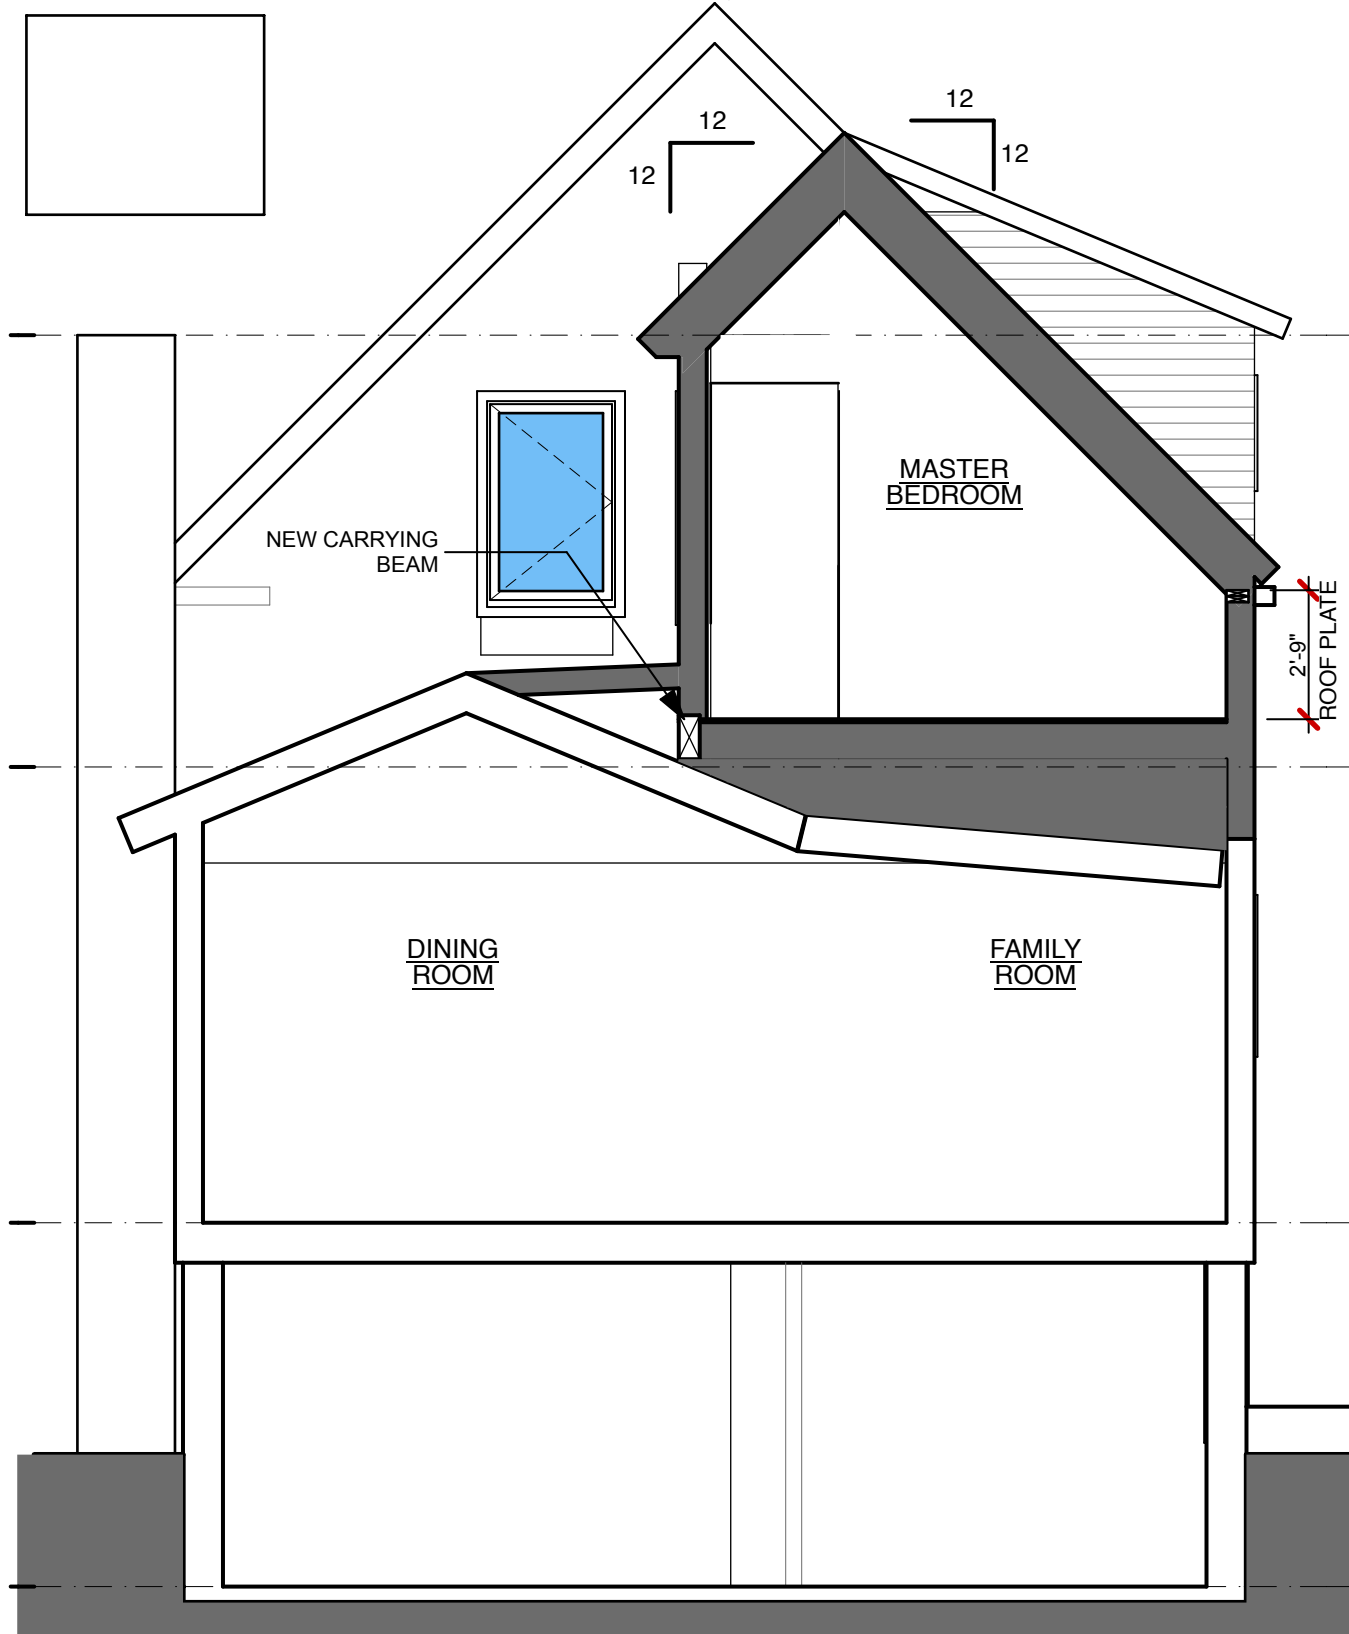 12
12
12
12
MASTER
BEDROOM
NEW CARRYING
BEAM
2'-9"
ROOF PLATE
DINING
ROOM
FAMILY
ROOM